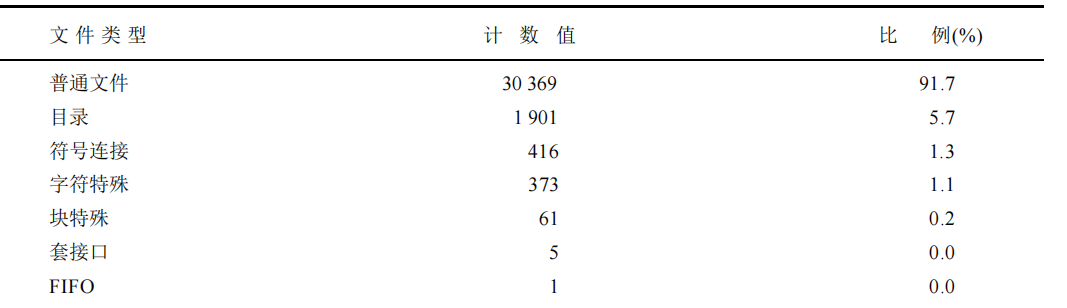 文件类型 计数值 比 例(%)
普通文件 30 369 91.7
目录 1 901 5.7
符号连接 416 1.3
字符特殊 373 1.1
块特殊 61 0.2
套接口 5 0.0
FIFO 1 0.0